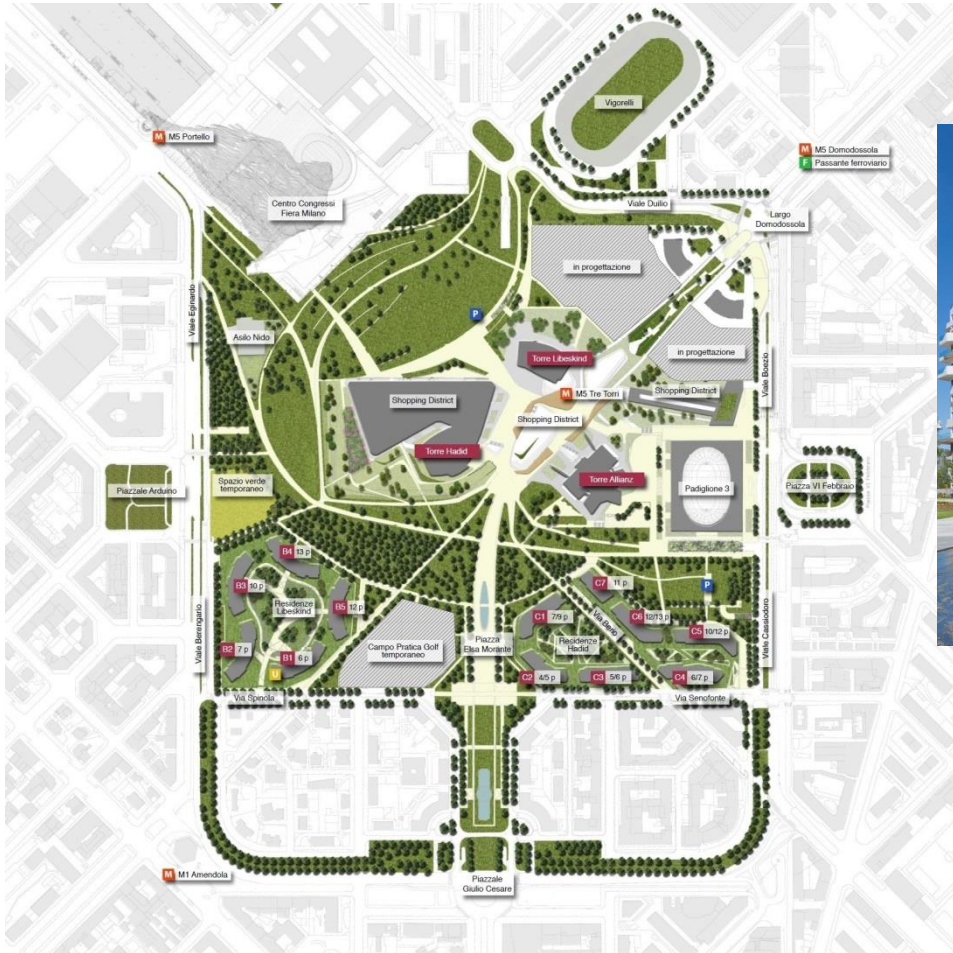 Vigorelli
M M5 Portello
M M5 Domodossola
F Passante ferroviario
Centro Congressi
Fiera Milano
Viale Duilio
Largo
Domodossola
in progettazione
Viale Eginardo
P
Asilo Nido
Torre Libeskind
in progettazione
Viale Boezio
M M5 Tre Torri
Shopping District
Shopping District
Shopping District
Torre Hadid
Torre Allianz
Piazzale Arduino
Spazio verde
temporaneo
Padiglione 3
Piazza VI Febbraio
B4 13 p
B3 10 p
Residenze
Libeskind
B5 12 p
B2 7 p
B1 6 p
U
Viale Berengario
Campo Pratica Golf
temporaneo
Piazza
Elsa Morante
C7 11 p
P
C1 7/9 p
Via Berio
C6 12/13 p
C5 10/12 p
Residenze
Hadid
C2 4/5 p
C3 5/6 p
C4 6/7 p
Viale Cassiodoro
Via Spinola
Via Senofonte
M M1 Amendola
Piazzale
Giulio Cesare